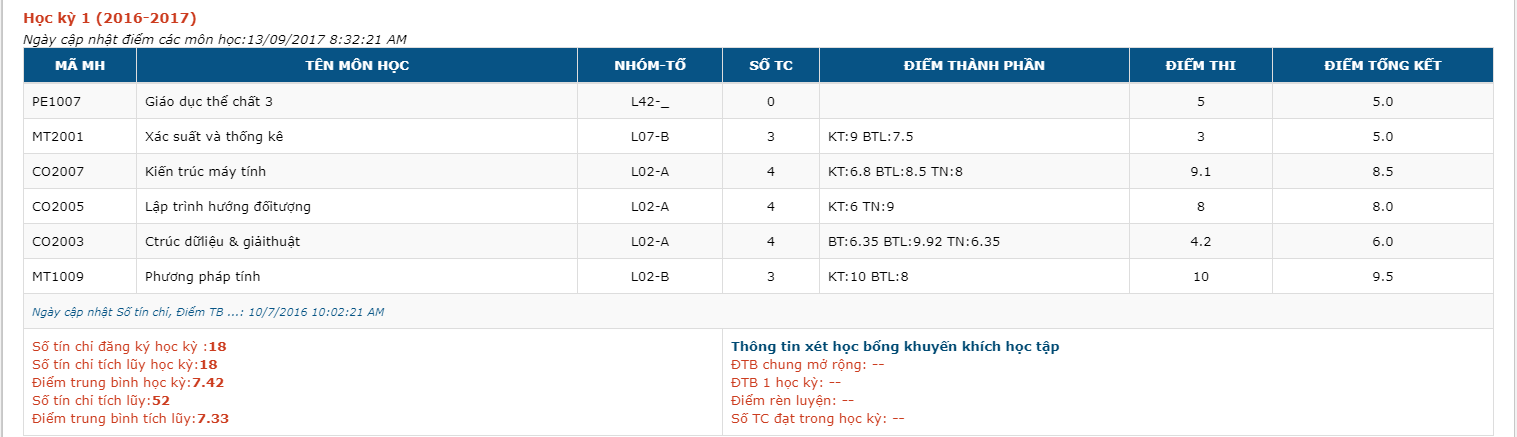 Học kỳ 1 (2016-2017)
Ngày cập nhật điểm các môn học:13/09/2017 8:32:21 AM
MÃ MH TÊN MÔN HỌC NHÓM-TỔ SỐ TC ĐIỂM THÀNH PHẦN ĐIỂM THI ĐIỂM TỔNG KẾT
PE1007 Giáo dục thể chất 3 L42-_ 0 5 5.0
MT2001 Xác suất và thống kê L07-B 3 KT:9 BTL:7.5 3 5.0
CO2007 Kiến trúc máy tính L02-A 4 KT:6.8 BTL:8.5 TN:8 9.1 8.5
CO2005 Lập trình hướng đốitượng L02-A 4 KT:6 TN:9 8 8.0
CO2003 Ctrúc dữliệu & giảithuật L02-A 4 BT:6.35 BTL:9.92 TN:6.35 4.2 6.0
MT1009 Phương pháp tính L02-B 3 KT:10 BTL:8 10 9.5
Ngày cập nhật Số tín chỉ, Điểm TB ...: 10/7/2016 10:02:21 AM
Số tín chỉ đăng ký học kỳ :18
Số tín chỉ tích lũy học kỳ:18
Điểm trung bình học kỳ:7.42
Số tín chỉ tích lũy:52
Điểm trung bình tích lũy:7.33
Thông tin xét học bổng khuyến khích học tập
ĐTB chung mở rộng: --
ĐTB 1 học kỳ: --
Điểm rèn luyện: --
Số TC đạt trong học kỳ: --